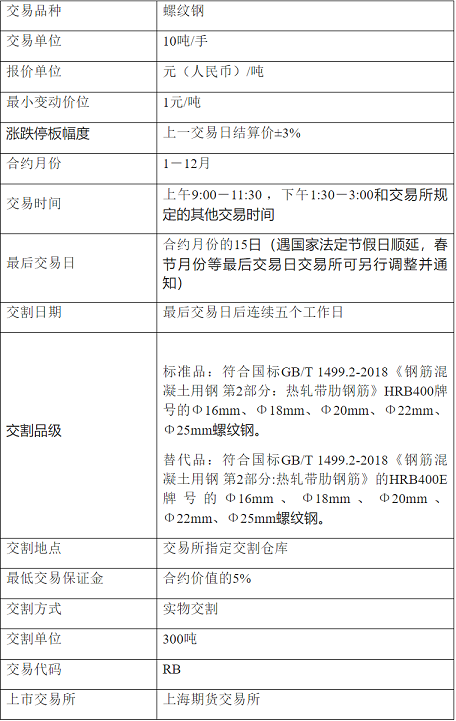 交易品种 螺纹钢
交易单位 10吨/手
报价单位 元（人民币）/吨
最小变动价位 1元/吨
涨跌停板幅度 上一交易日结算价±3%
合约月份 1－12月
交易时间 上午9:00－11:30 ，下午1:30－3:00和交易所规
定的其他交易时间
最后交易日 合约月份的15日（遇国家法定节假日顺延，春
节月份等最后交易日交易所可另行调整并通
知）
交割日期 最后交易日后连续五个工作日
交割品级 标准品：符合国标GB/T 1499.2-2018《钢筋混
凝土用钢 第2部分：热轧带肋钢筋》HRB400牌
号的Φ16mm、Φ18mm、Φ20mm、Φ22mm、
Φ25mm螺纹钢。
替代品：符合国标GB/T 1499.2-2018《钢筋混
凝土用钢 第2部分:热轧带肋钢筋》的HRB400E
牌号的Φ16mm、Φ18mm、Φ20mm、
Φ22mm、Φ25mm螺纹钢。
交割地点 交易所指定交割仓库
最低交易保证金 合约价值的5%
交割方式 实物交割
交割单位 300吨
交易代码 RB
上市交易所 上海期货交易所